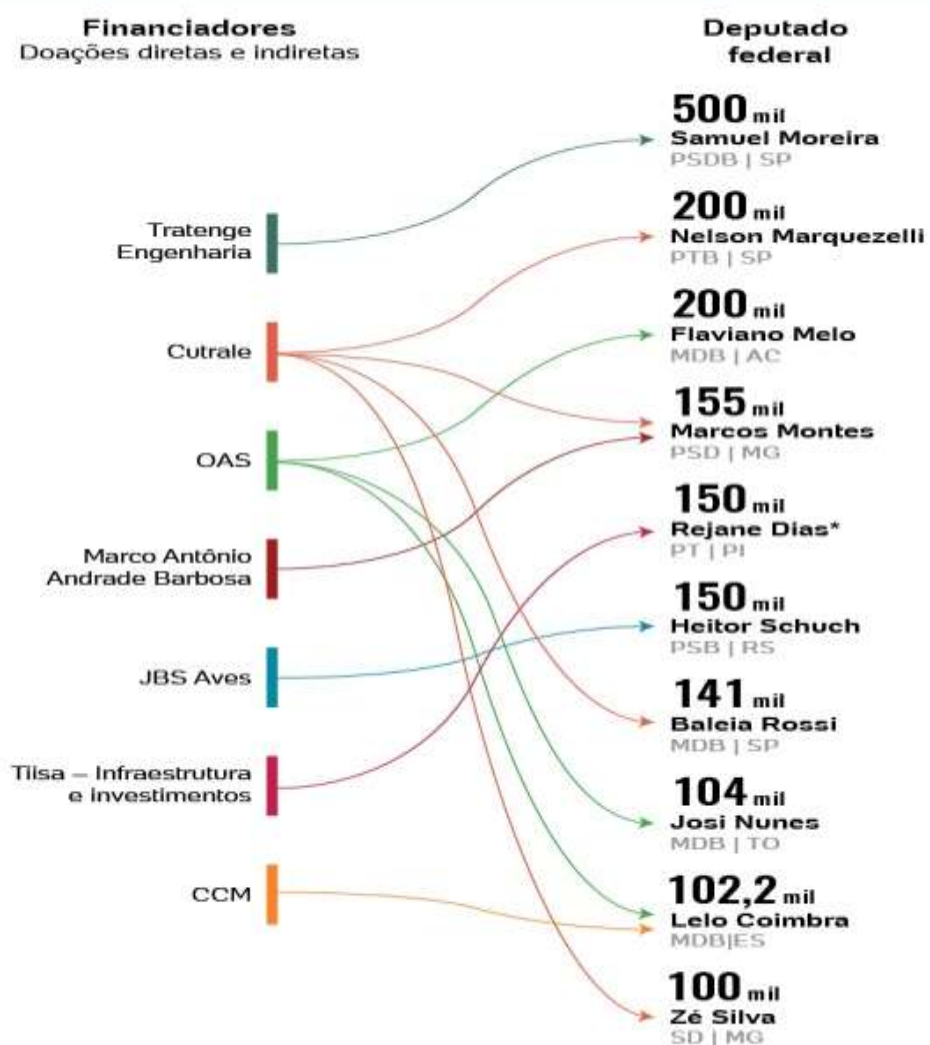 Financiadores
Doações diretas e indiretas
Tratenge
Engenharia
Cutrale
OAS
Marco Antônio
Andrade Barbosa
JBS Aves
Tiisa – Infraestrutura
e investimentos
CCM
Deputado
federal
500 mil
Samuel Moreira
PSDB | SP
200 mil
Nelson Marquezelli
PTB | SP
200 mil
Flaviano Melo
MDB | AC
155 mil
Marcos Montes
PSD | MG
150 mil
Rejane Dias*
PT | PI
150 mil
Heitor Schuch
PSB | RS
141 mil
Baleia Rossi
MDB | SP
104 mil
Josi Nunes
MDB | TO
102,2 mil
Lelo Coimbra
MDB|ES
100 mil
Zé Silva
SD | MG